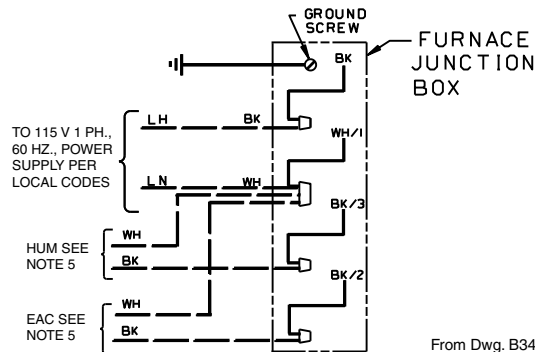 GROUND
SCREW
FURNACE
JUNCTION
BOX
BK
LH
BK
TO 115 V 1 PH.,
60 HZ., POWER
SUPPLY PER
LOCAL CODES
WH/1
LN
WH
BK/3
WH
HUM SEE
NOTE 5
BK
BK/2
WH
EAC SEE
NOTE 5
BK
From Dwg. B34